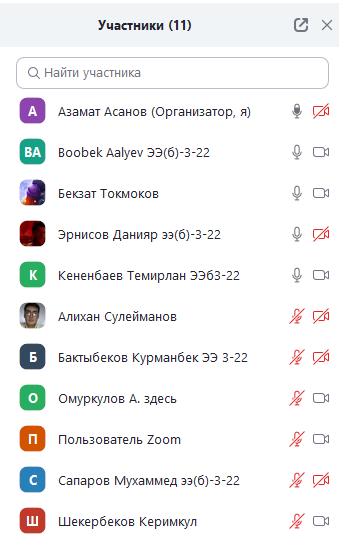 Участники (11)
Найти участника
А Азамат Асанов (Организатор, я)
BA Boobek Aalyev ЭЭ(б)-3-22
Бекзат Токмоков
Эрнисов Данияр ээ(б)-3-22
К Кененбаев Темирлан ЭЭб3-22
Алихан Сулейманов
Б Бактыбеков Курманбек ЭЭ 3-22
О Омуркулов А. здесь
П Пользователь Zoom
С Сапаров Мухаммед ээ(б)-3-22
Ш Шекербеков Керимкул